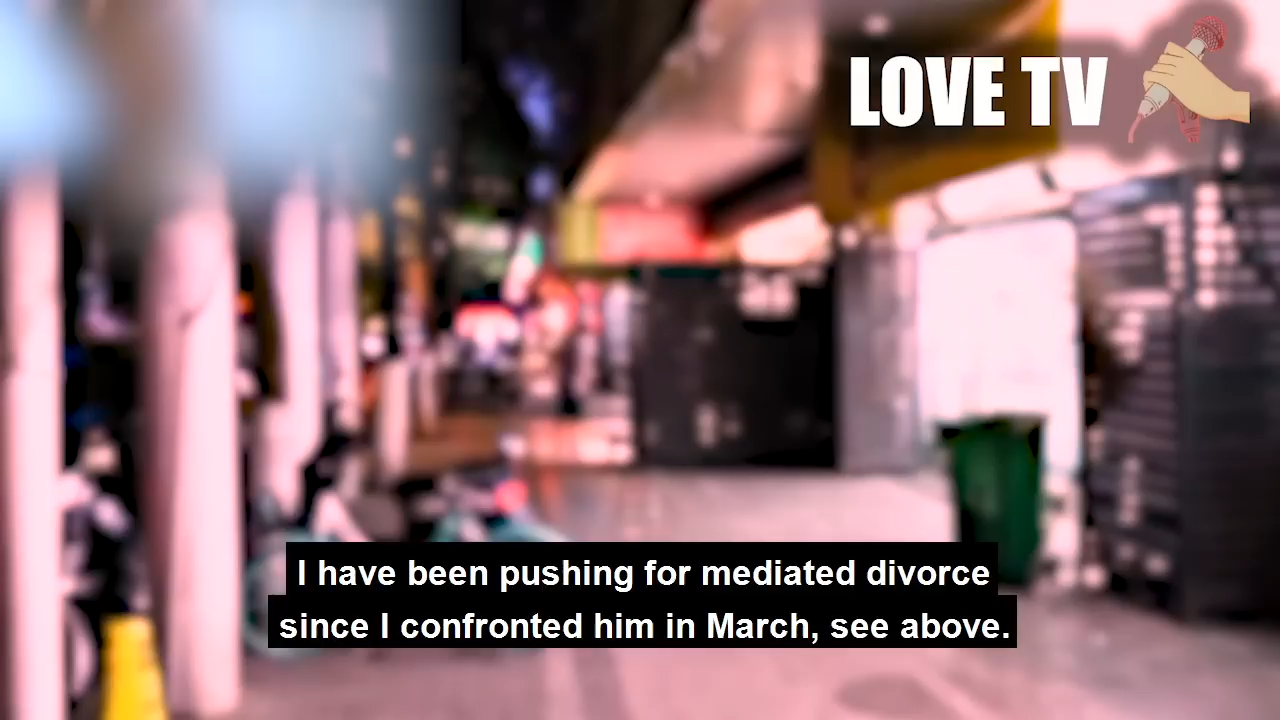 LOVE TV
I have been pushing for mediated divorce
since I confronted him in March, see above.